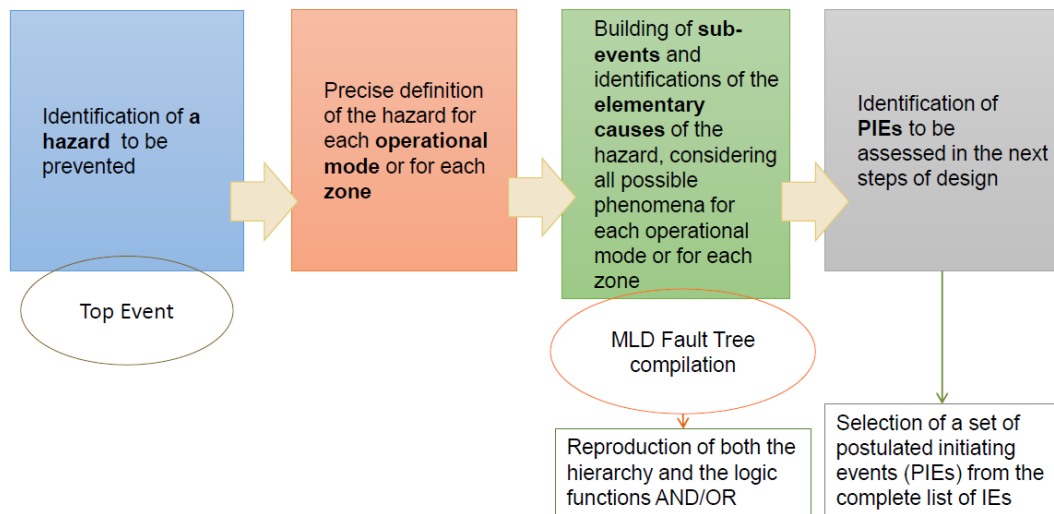 Identification of a
hazard to be
prevented
Precise definition
of the hazard for
each operational
mode or for each
zone
Building of sub-
events and
identifications of the
elementary
causes of the
hazard, considering
all possible
phenomena for
each operational
mode or for each
zone
Identification of
PIEs to be
assessed in the next
steps of design
Top Event
MLD Fault Tree
compilation
Reproduction of both the
hierarchy and the logic
functions AND/OR
Selection of a set of
postulated initiating
events (PIEs) from the
complete list of IEs